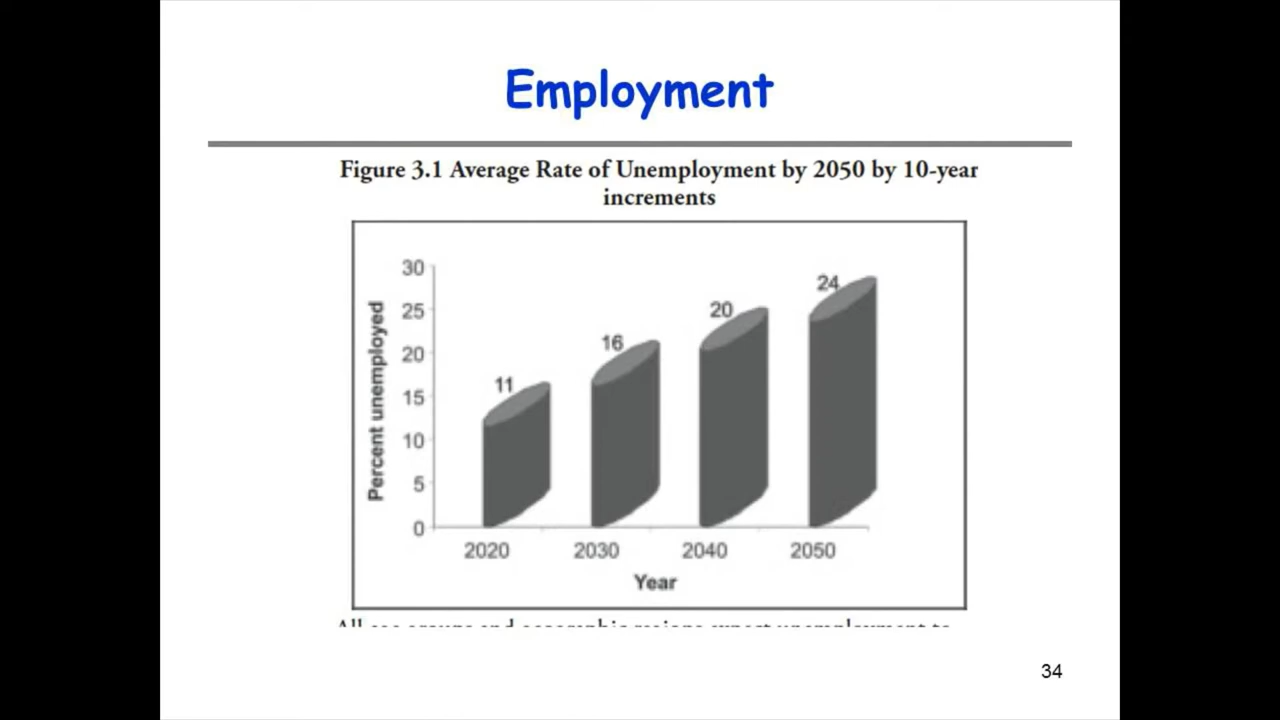 Employment
Figure 3.1 Average Rate of Unemployment by 2050 by 10-year
increments
Percent unemployed
30
25
20
15
10
5
0
11
16
20
24
2020 2030 2040 2050
Year
34